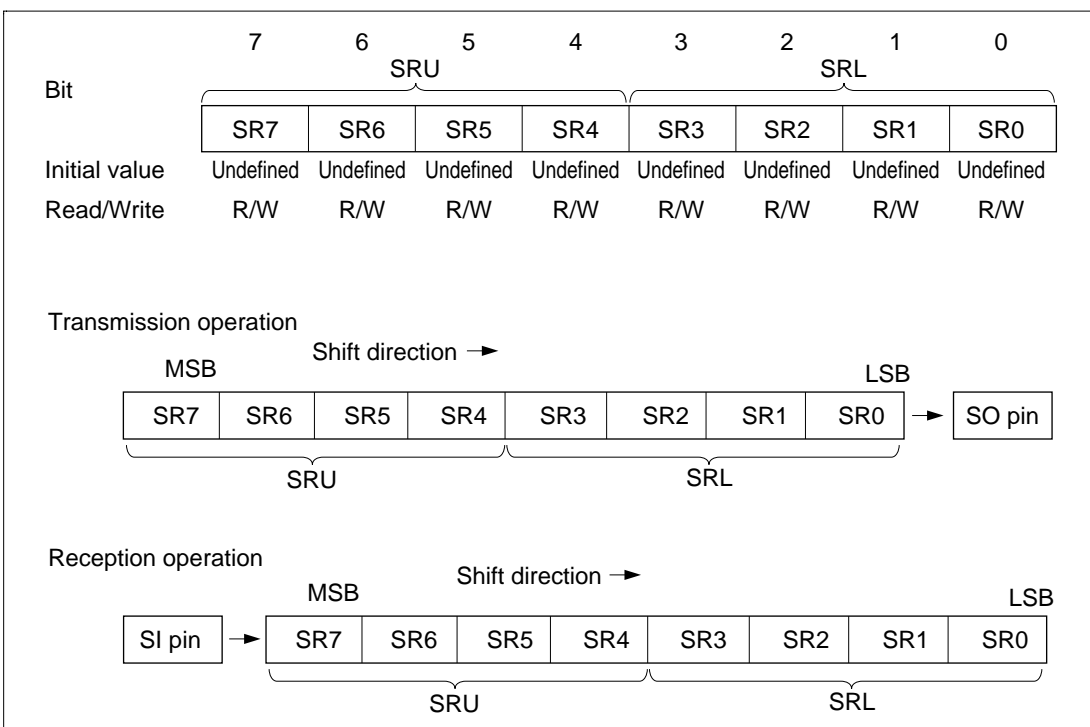 7 6 5 4 3 2 1 0
SRU SRL
Bit
SR7 SR6 SR5 SR4 SR3 SR2 SR1 SR0
Initial value Undefined Undefined Undefined Undefined Undefined Undefined Undefined Undefined
Read/Write R/W R/W R/W R/W R/W R/W R/W R/W
Transmission operation
Shift direction →
MSB LSB
SR7 SR6 SR5 SR4 SR3 SR2 SR1 SR0 → SO pin
SRU SRL
Reception operation
Shift direction →
MSB LSB
SI pin → SR7 SR6 SR5 SR4 SR3 SR2 SR1 SR0
SRU SRL